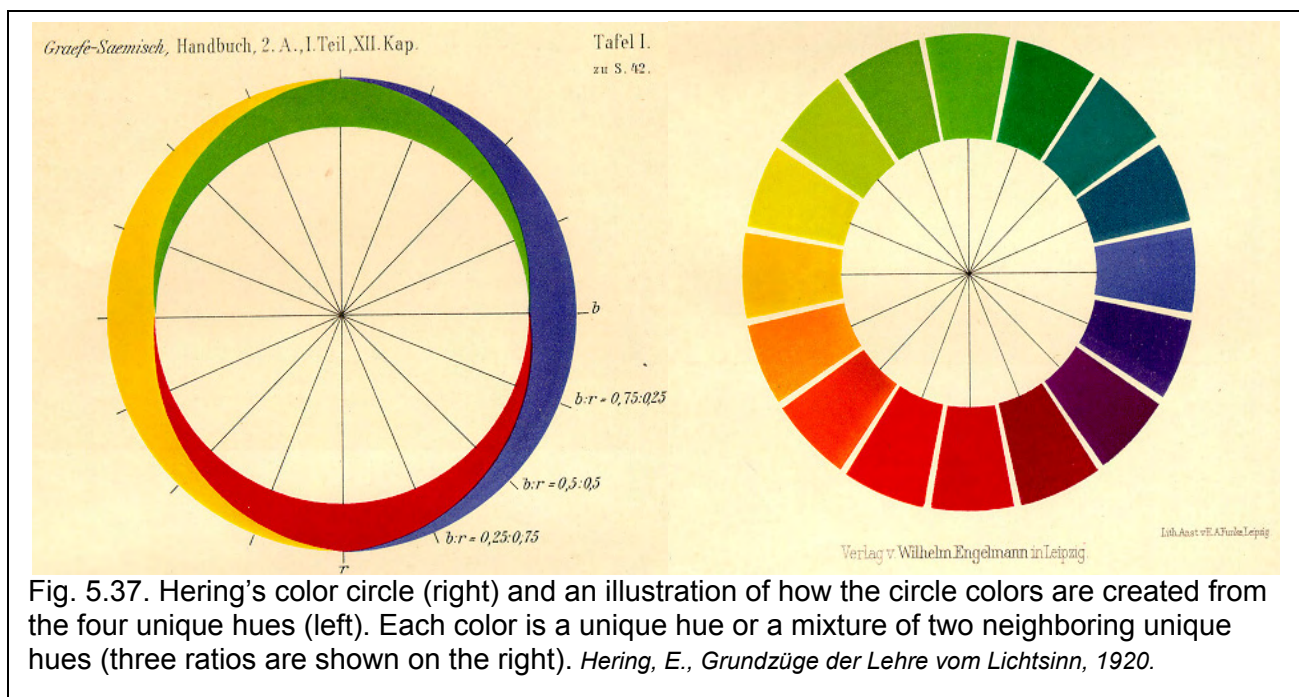 Graefe-Saemisch, Handbuch, 2. A., I. Teil, XII. Kap.
Tafel I.
zu S. 42.
b
b:r = 0,75:0,25
b:r = 0,5:0,5
b:r = 0,25:0,75
r
Lith. Anst. v. E. A. Funke, Leipzig.
Verlag v. Wilhelm Engelmann in Leipzig.
Fig. 5.37. Hering’s color circle (right) and an illustration of how the circle colors are created from
the four unique hues (left). Each color is a unique hue or a mixture of two neighboring unique
hues (three ratios are shown on the right). Hering, E., Grundzüge der Lehre vom Lichtsinn, 1920.